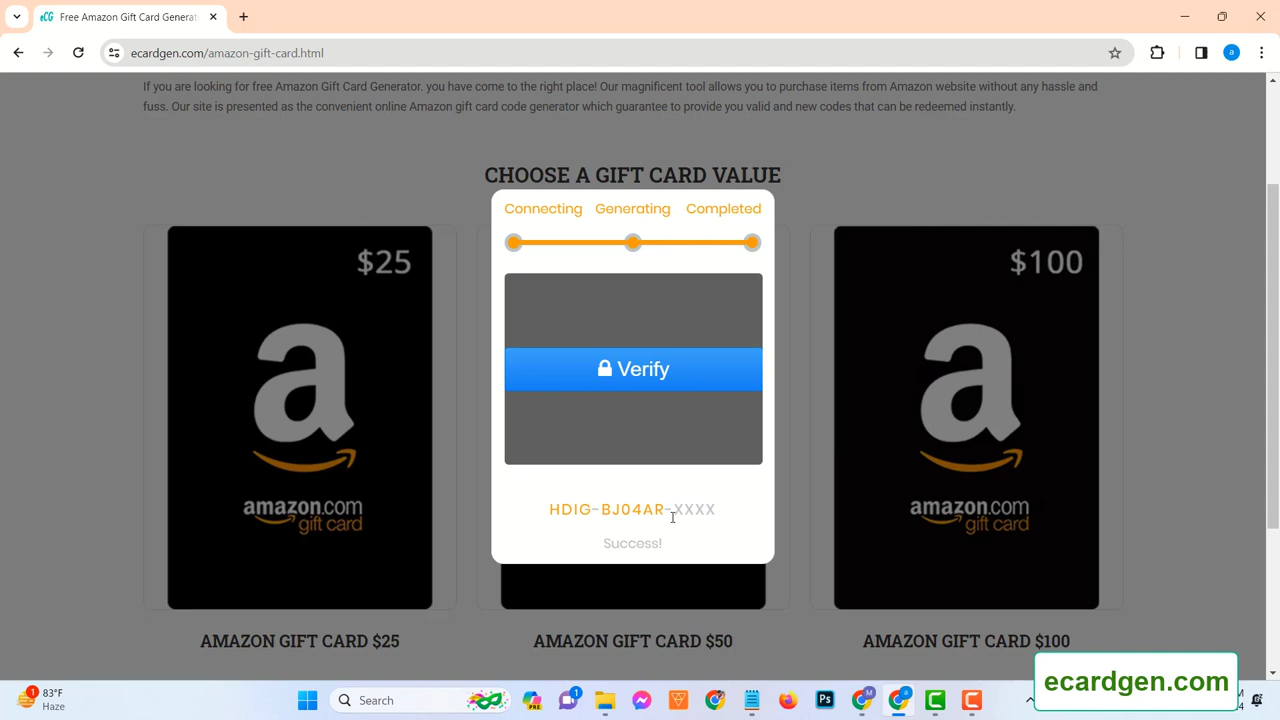 Free Amazon Gift Card Generat
ecardgen.com/amazon-gift-card.html
a
If you are looking for free Amazon Gift Card Generator. you have come to the right place! Our magnificent tool allows you to purchase items from Amazon website without any hassle and
fuss. Our site is presented as the convenient online Amazon gift card code generator which guarantee to provide you valid and new codes that can be redeemed instantly.
CHOOSE A GIFT CARD VALUE
Connecting Generating Completed
$25
$100
a
a
Verify
amazon.com
gift card
amazon.com
gift card
HDIG-BJ04AR-XXXX
Success!
AMAZON GIFT CARD $25
AMAZON GIFT CARD $50
AMAZON GIFT CARD $100
ecardgen.com
1
83°F
Haze
Search
PRE
1
Ps
M
a
C
C